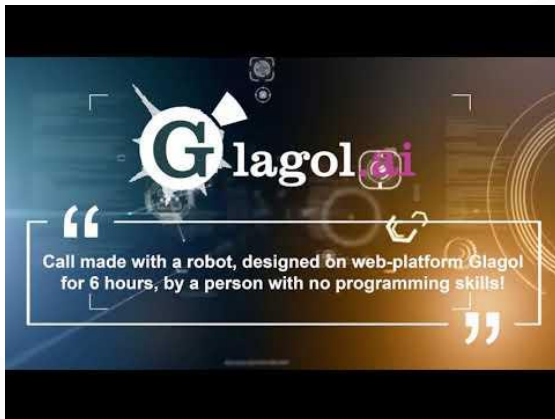 Glagol.ai
“
Call made with a robot, designed on web-platform Glagol
for 6 hours, by a person with no programming skills!
”